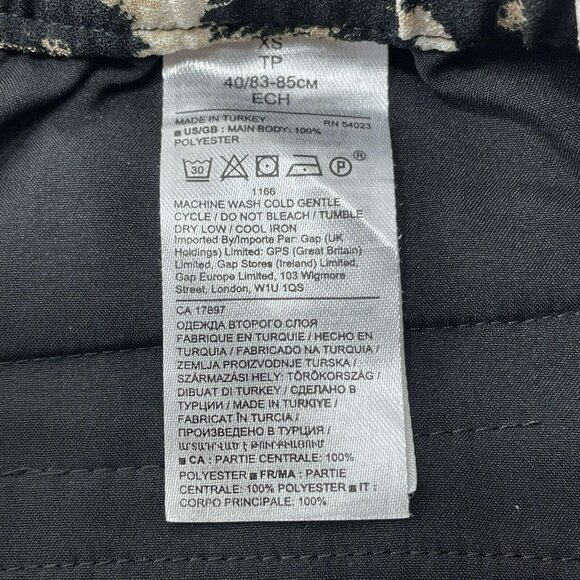 XS
TP
40/83-85CM
ECH
MADE IN TURKEY RN 54023
■ US/GB : MAIN BODY: 100%
POLYESTER
30 P ®
1166
MACHINE WASH COLD GENTLE
CYCLE / DO NOT BLEACH / TUMBLE
DRY LOW / COOL IRON
Imported By/Importe Par: Gap (UK
Holdings) Limited: GPS (Great Britain)
Limited, Gap Stores (Ireland) Limited,
Gap Europe Limited, 103 Wigmore
Street, London, W1U 1QS
CA 17897
ОДЕЖДА ВТОРОГО СЛОЯ
FABRIQUE EN TURQUIE / HECHO EN
TURQUIA / FABRICADO NA TURQUIA /
ZEMLJA PROIZVODNJE TURSKA /
SZÁRMAZÁSI HELY: TÖRÖKORSZÁG /
DIBUAT DI TURKEY / СДЕЛАНО В
ТУРЦИИ / MADE IN TURKIYE /
FABRICAT ÎN TURCIA /
ПРОИЗВЕДЕНО В ТУРЦИЯ /
ԱՐՏԱԴՐՎԱԾ Է ԹՈՒՐՔԻԱՅՈՒՄ
■ CA : PARTIE CENTRALE: 100%
POLYESTER ■ FR/MA : PARTIE
CENTRALE: 100% POLYESTER ■ IT :
CORPO PRINCIPALE: 100%